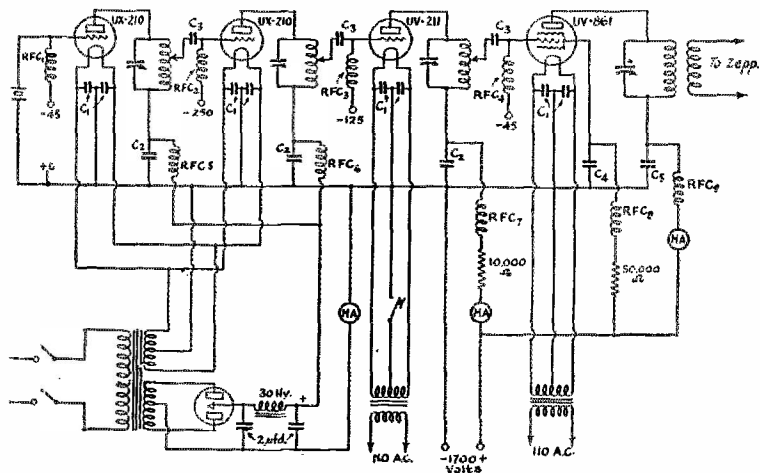 UX-210
C3
UX-210
C3
UV-211
C3
UV-861
RFC1
RFC2
RFC3
RFC4
To Zepp.
-45
-250
-125
-45
C1
C1
C1
C1
C2
RFC5
C2
RFC6
C2
C4
C5
RFC9
+C
RFC7
RFC8
10,000
Ω
50,000
Ω
MA
MA
MA
30 Hy.
+
2 µfd.
110 A.C.
-1700+
Volts
110 A.C.